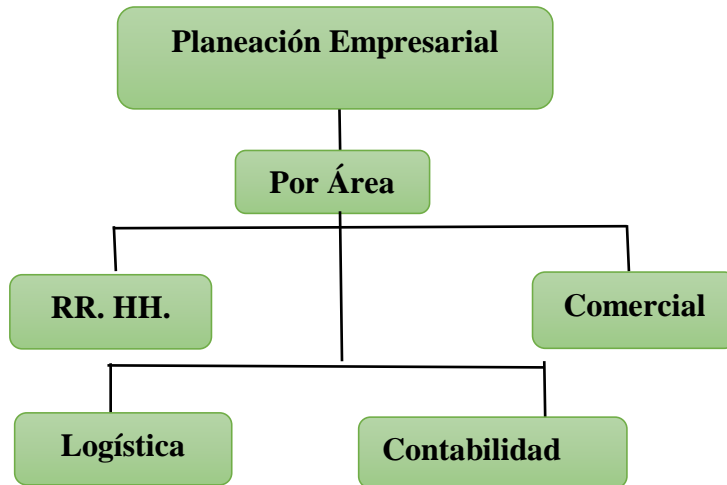 Planeación Empresarial
Por Área
RR. HH.
Comercial
Logística
Contabilidad